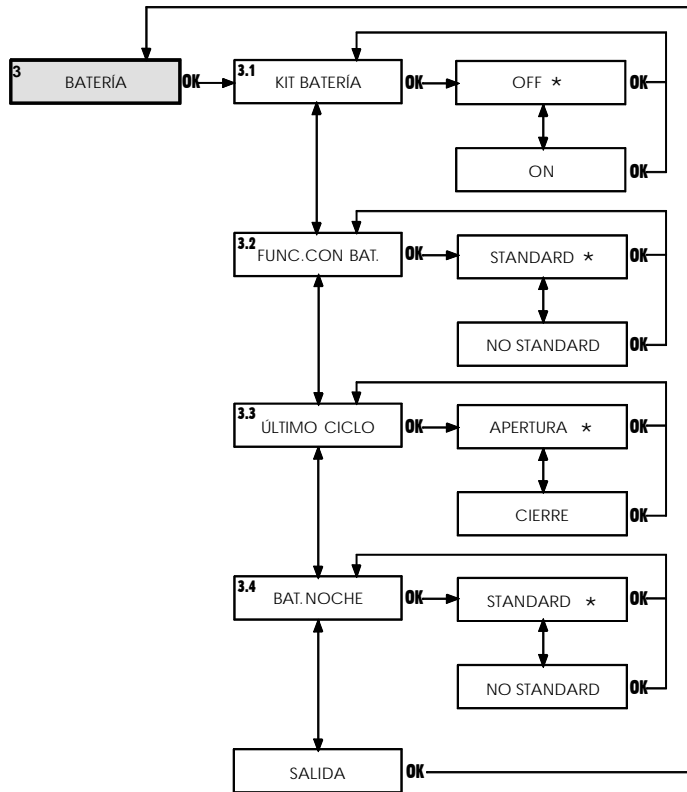 3 BATERÍA OK 3.1 KIT BATERÍA OK OFF * OK
ON OK
3.2 FUNC.CON BAT. OK STANDARD * OK
NO STANDARD OK
3.3 ÚLTIMO CICLO OK APERTURA * OK
CIERRE OK
3.4 BAT.NOCHE OK STANDARD * OK
NO STANDARD OK
SALIDA OK